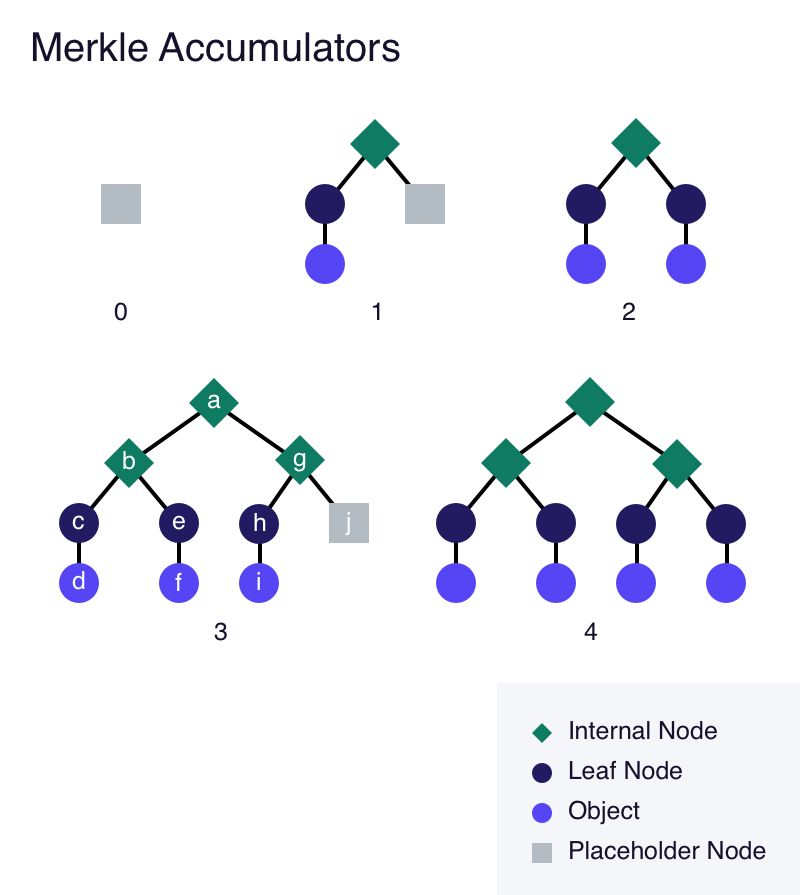 Merkle Accumulators
0
1
2
a
b
g
c
e
h
j
d
f
i
3
4
Internal Node
Leaf Node
Object
Placeholder Node